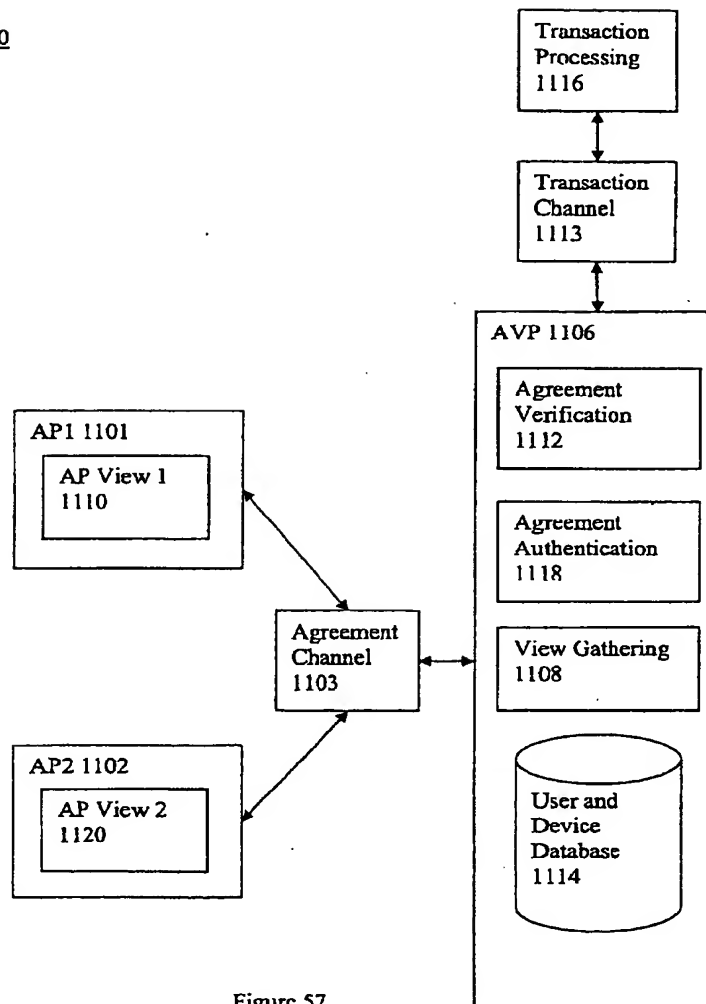 0
Transaction
Processing
1116
Transaction
Channel
1113
AVP 1106
Agreement
Verification
1112
AP1 1101
AP View 1
1110
Agreement
Authentication
1118
Agreement
Channel
1103
View Gathering
1108
AP2 1102
AP View 2
1120
User and
Device
Database
1114
Figure 57